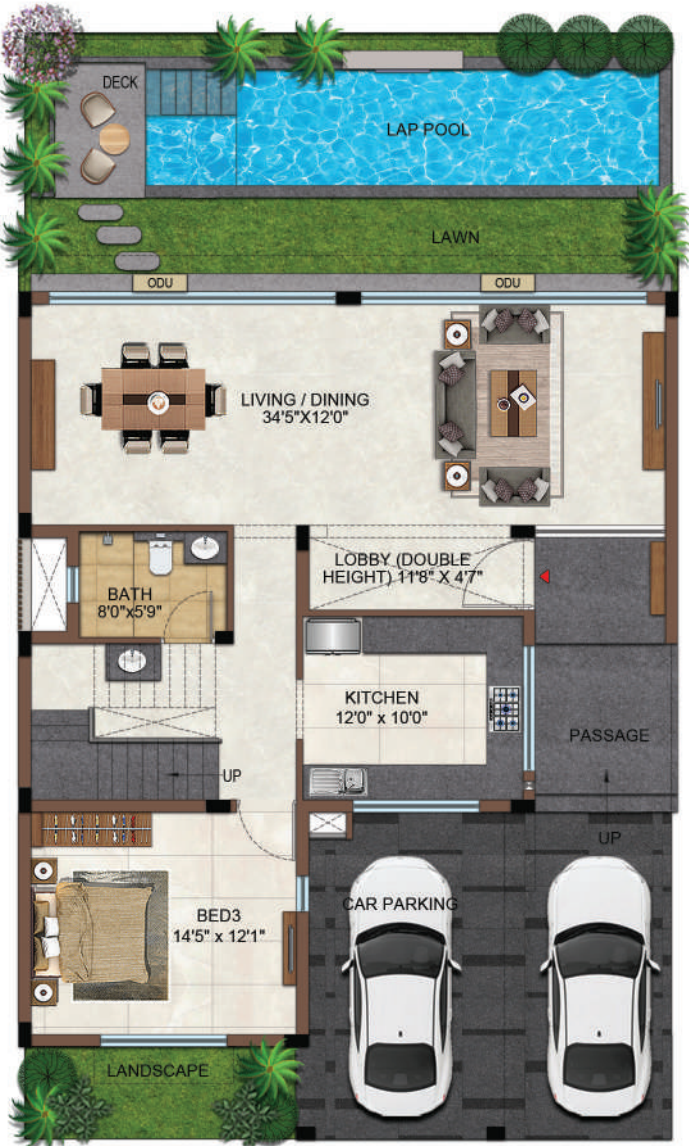 DECK
LAP POOL
LAWN
ODU
ODU
LIVING / DINING
34'5"X12'0"
LOBBY (DOUBLE
HEIGHT) 11'8" X 4'7"
BATH
8'0"x5'9"
KITCHEN
12'0" x 10'0"
PASSAGE
UP
UP
CAR PARKING
BED3
14'5" x 12'1"
LANDSCAPE